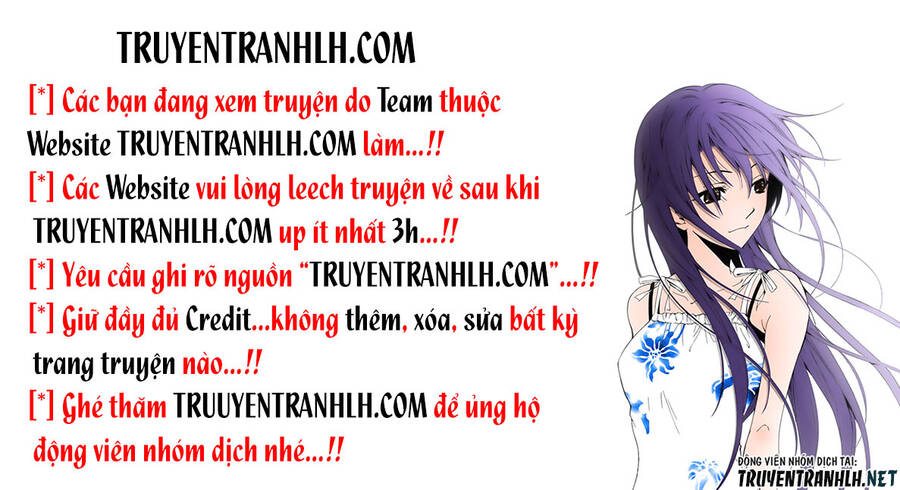 TRUYENTRANHLH.COM
[*] Các bạn đang xem truyện do Team thuộc
Website TRUYENTRANHLH.COM làm...!!
[*] Các Website vui lòng leech truyện về sau khi
TRUYENTRANHLH.COM up ít nhất 3h...!!
[*] Yêu cầu ghi rõ nguồn “TRUYENTRANHLH.COM”...!!
[*] Giữ đầy đủ Credit...không thêm, xóa, sửa bất kỳ
trang truyện nào...!!
[*] Ghé thăm TRUUYENTRANHLH.COM để ủng hộ
động viên nhóm dịch nhé...!!
ĐỘNG VIÊN NHÓM DỊCH TẠI:
TRUYENTRANHLH.NET